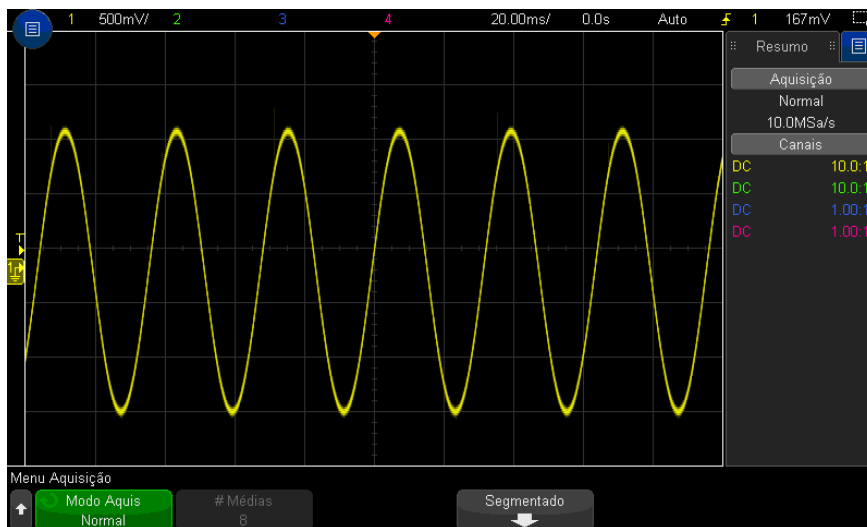 1 500mV/ 2 3 4 20.00ms/ 0.0s Auto 1 167mV
Resumo
Aquisição
Normal
10.0MSa/s
Canais
DC 10.0:1
DC 10.0:1
DC 1.00:1
DC 1.00:1
T
1
Menu Aquisição
Modo Aquis # Médias Segmentado
Normal 8